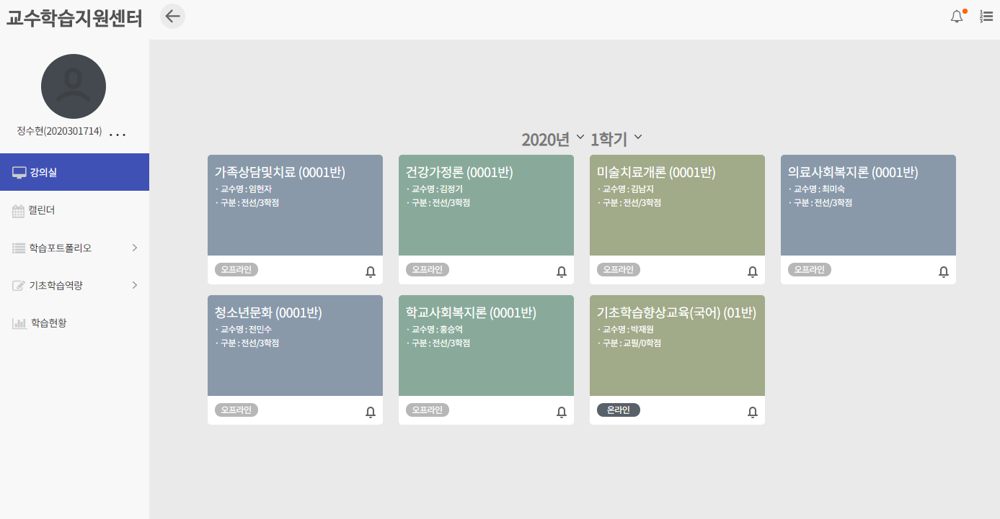 교수학습지원센터
정수현(2020301714) ...
강의실
캘린더
학습포트폴리오
기초학습역량
학습현황
2020년 1학기
가족상담및치료 (0001반)
· 교수명 : 임현자
· 구분 : 전선/3학점
오프라인
건강가정론 (0001반)
· 교수명 : 김정기
· 구분 : 전선/3학점
오프라인
미술치료개론 (0001반)
· 교수명 : 김남지
· 구분 : 전선/3학점
오프라인
의료사회복지론 (0001반)
· 교수명 : 최미숙
· 구분 : 전선/3학점
오프라인
청소년문화 (0001반)
· 교수명 : 전민수
· 구분 : 전선/3학점
오프라인
학교사회복지론 (0001반)
· 교수명 : 홍승억
· 구분 : 전선/3학점
오프라인
기초학습향상교육(국어) (01반)
· 교수명 : 박재원
· 구분 : 교필/0학점
온라인